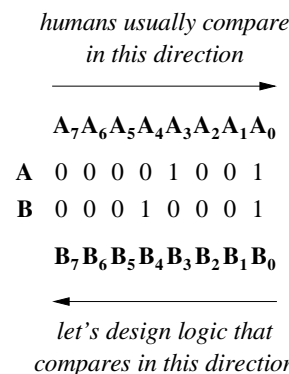 humans usually compare
in this direction
A₇A₆A₅A₄A₃A₂A₁A₀
A 0 0 0 0 1 0 0 1
B 0 0 0 1 0 0 0 1
B₇B₆B₅B₄B₃B₂B₁B₀
let's design logic that
compares in this direction